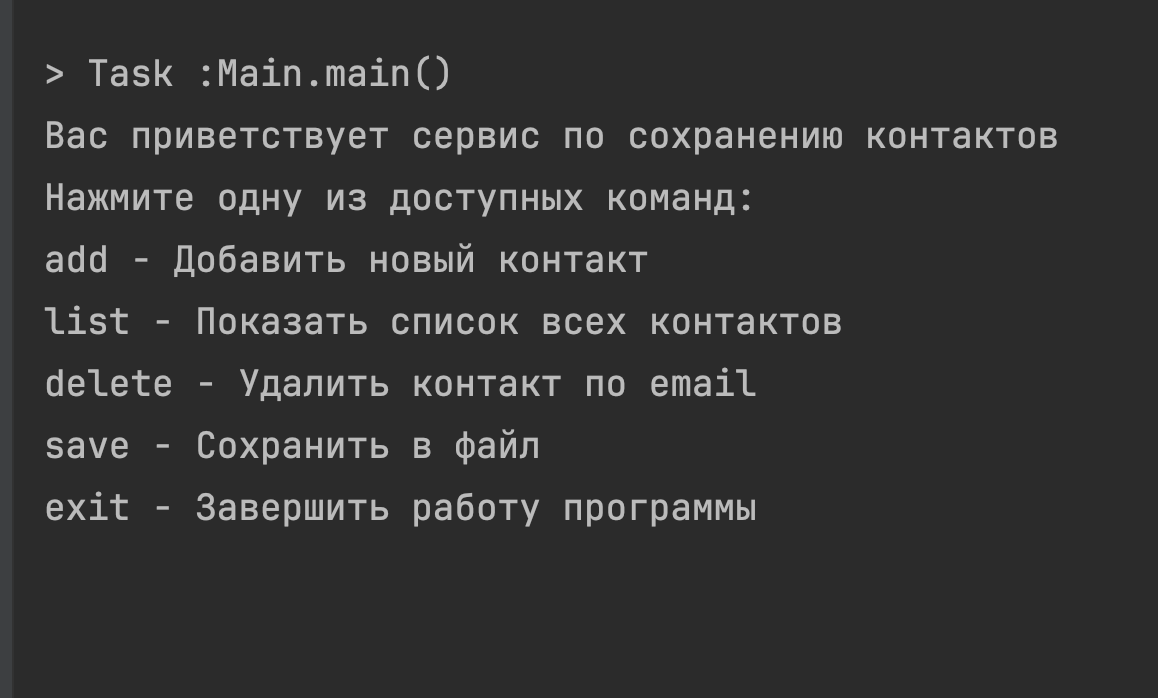 > Task :Main.main()
Вас приветствует сервис по сохранению контактов
Нажмите одну из доступных команд:
add - Добавить новый контакт
list - Показать список всех контактов
delete - Удалить контакт по email
save - Сохранить в файл
exit - Завершить работу программы